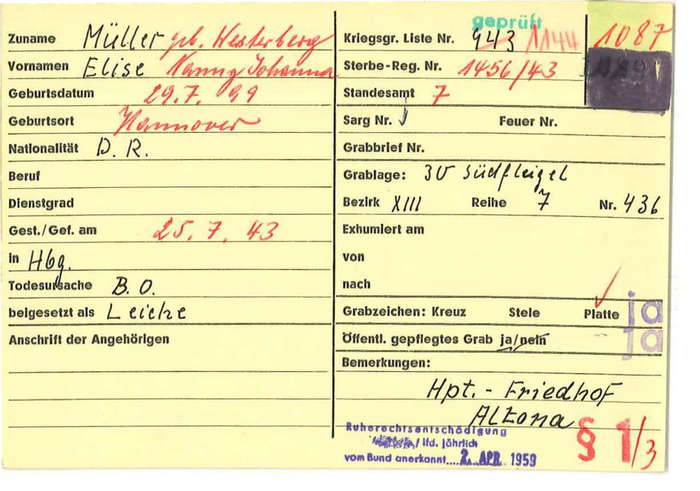 Zuname Müller geb. Westerberg
Vornamen Elise Nanny Johanna
Geburtsdatum 29.7.99
Geburtsort Hannover
Nationalität D.R.
Beruf
Dienstgrad
Gest./Gef. am 25.7.43
in Hbg.
Todesursache B.O.
beigesetzt als Leiche
Anschrift der Angehörigen
geprüft
Kriegsgr. Liste Nr. 943 1144 1087
Sterbe-Reg. Nr. 1456/43
Standesamt 7
Sarg Nr. Feuer Nr.
Grabbrief Nr.
Grablage: 3V Südfleigel
Bezirk XIII Reihe 7 Nr. 436
Exhumiert am
von
nach
Grabzeichen: Kreuz Stele Platte ja
Öffentl. gepflegtes Grab ja/nein ja
Bemerkungen:
Hpt.-Friedhof
Altona
Ruherechtsentschädigung
/ lfd. jährlich
vom Bund anerkannt 2. APR. 1959
§ 1/3